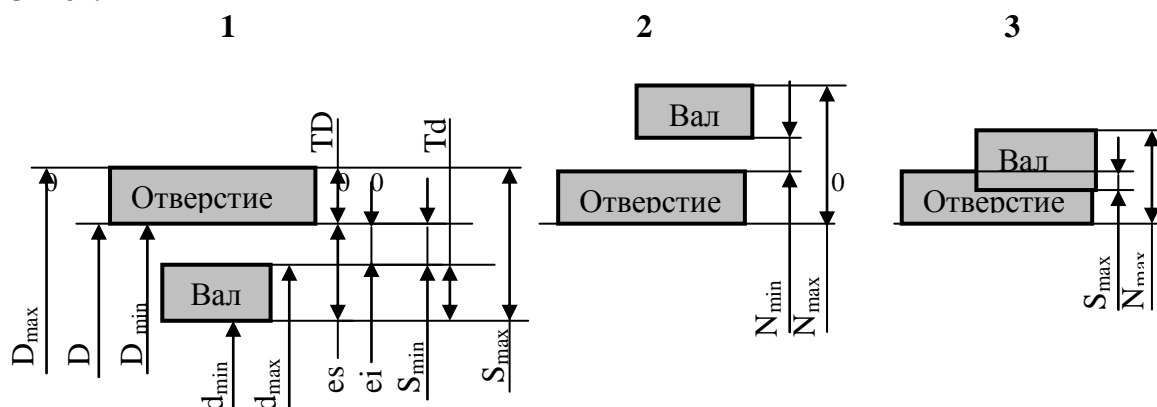 1
2
3
TD
Td
Вал
Вал
0
0
0
0
Отверстие
Отверстие
Отверстие
Вал
D_max
D
D_min
d_min
d_max
es
ei
S_min
S_max
N_min
N_max
S_max
N_max